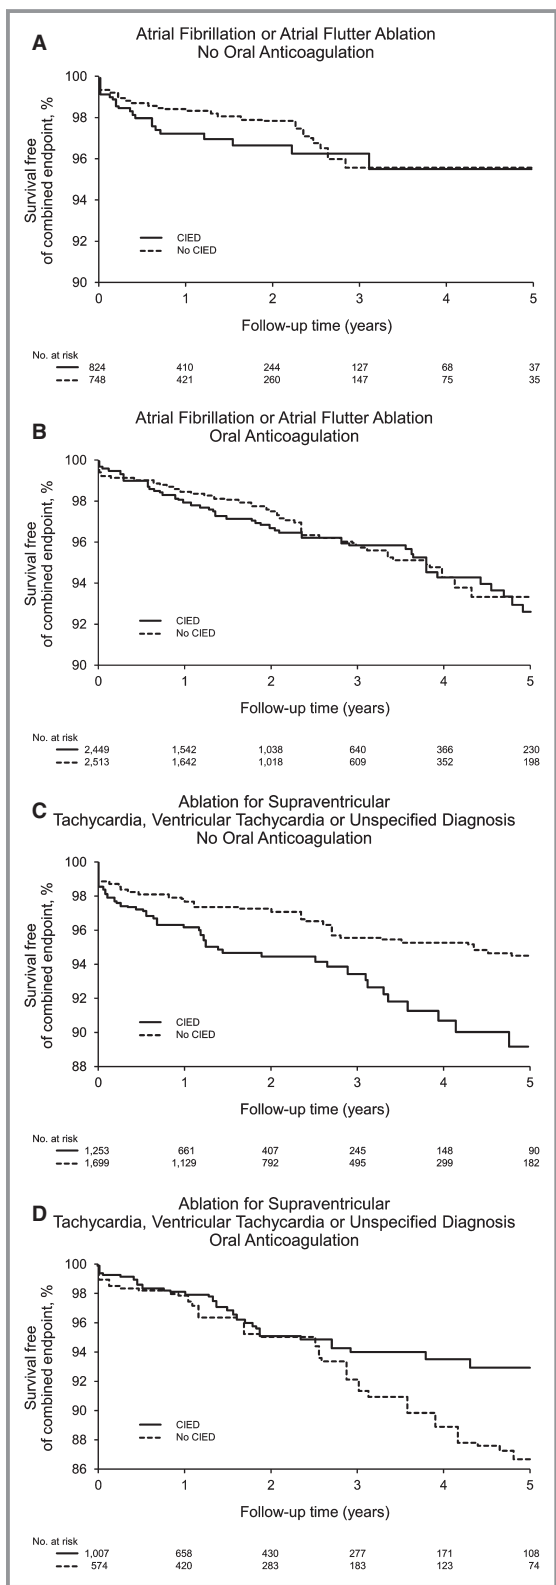 A
Atrial Fibrillation or Atrial Flutter Ablation
No Oral Anticoagulation
Survival free
of combined endpoint, %
100
98
96
94
92
90
CIED
No CIED
0 1 2 3 4 5
Follow-up time (years)
No. at risk
824 410 244 127 68 37
748 421 260 147 75 35
B
Atrial Fibrillation or Atrial Flutter Ablation
Oral Anticoagulation
Survival free
of combined endpoint, %
100
98
96
94
92
90
CIED
No CIED
0 1 2 3 4 5
Follow-up time (years)
No. at risk
2,449 1,542 1,038 640 366 230
2,513 1,642 1,018 609 352 198
C
Ablation for Supraventricular
Tachycardia, Ventricular Tachycardia or Unspecified Diagnosis
No Oral Anticoagulation
Survival free
of combined endpoint, %
100
98
96
94
92
90
88
CIED
No CIED
0 1 2 3 4 5
Follow-up time (years)
No. at risk
1,253 661 407 245 148 90
1,699 1,129 792 495 299 182
D
Ablation for Supraventricular
Tachycardia, Ventricular Tachycardia or Unspecified Diagnosis
Oral Anticoagulation
Survival free
of combined endpoint, %
100
98
96
94
92
90
88
86
CIED
No CIED
0 1 2 3 4 5
Follow-up time (years)
No. at risk
1,007 658 430 277 171 108
574 420 283 183 123 74